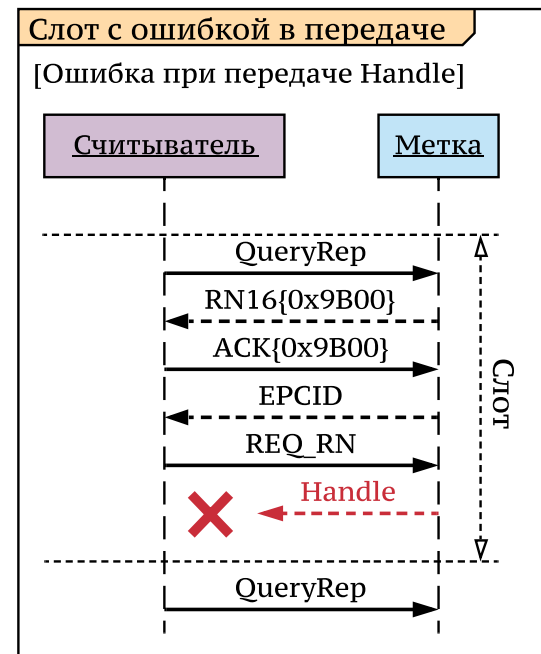 Слот с ошибкой в передаче
[Ошибка при передаче Handle]
Считыватель
Метка
QueryRep
RN16{0x9B00}
ACK{0x9B00}
EPCID
REQ_RN
Handle
Слот
QueryRep